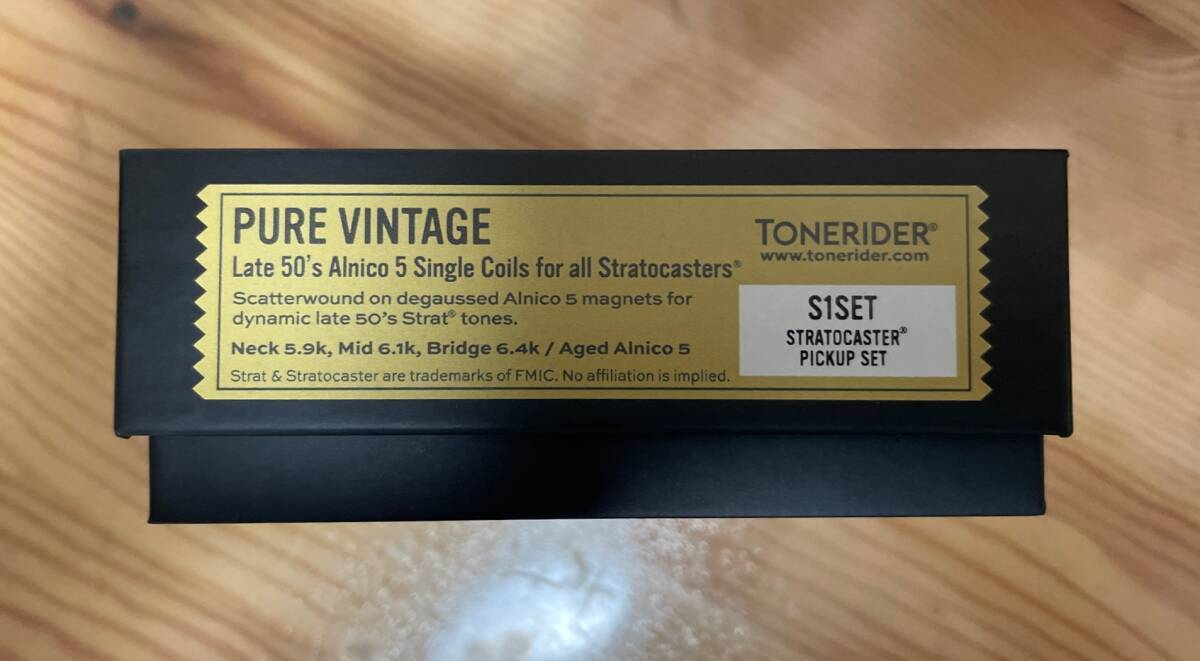 PURE VINTAGE
Late 50's Alnico 5 Single Coils for all Stratocasters®
Scatterwound on degaussed Alnico 5 magnets for
dynamic late 50's Strat® tones.
Neck 5.9k, Mid 6.1k, Bridge 6.4k / Aged Alnico 5
Strat & Stratocaster are trademarks of FMIC. No affiliation is implied.
TONERIDER®
www.tonerider.com
S1SET
STRATOCASTER®
PICKUP SET